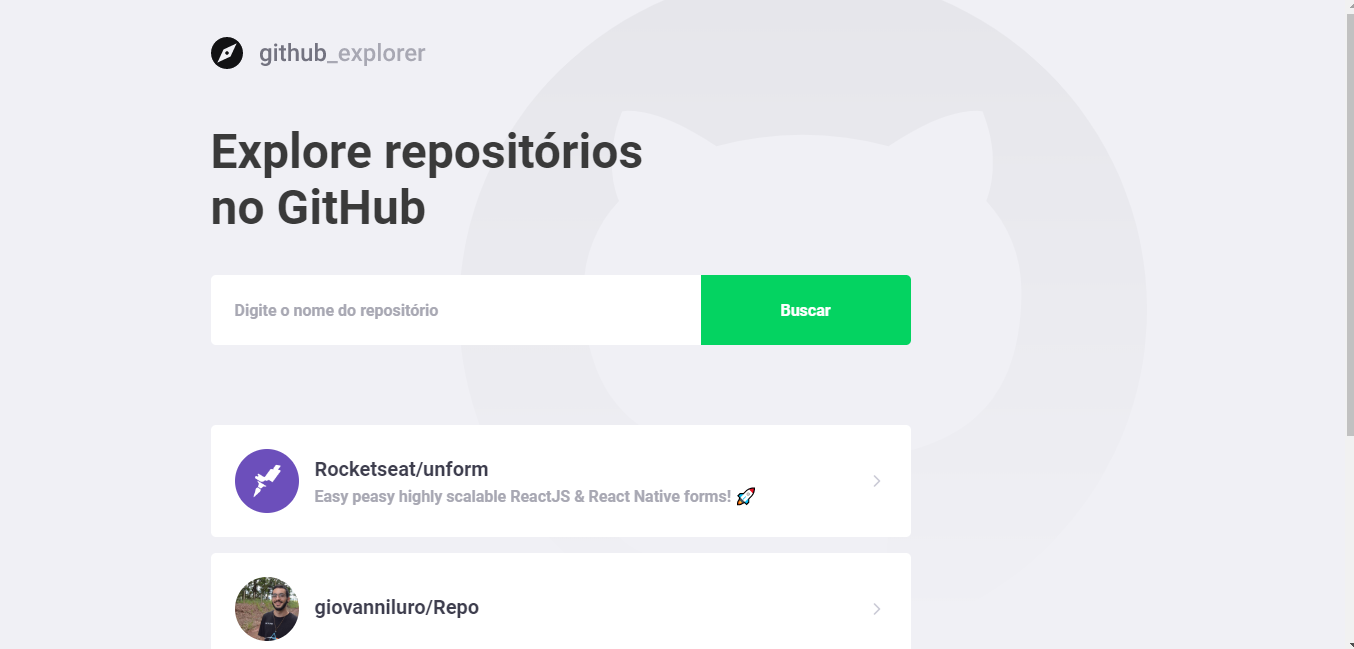 github_explorer
Explore repositórios
no GitHub
Digite o nome do repositório
Buscar
Rocketseat/unform
Easy peasy highly scalable ReactJS & React Native forms! 🚀
giovanniluro/Repo